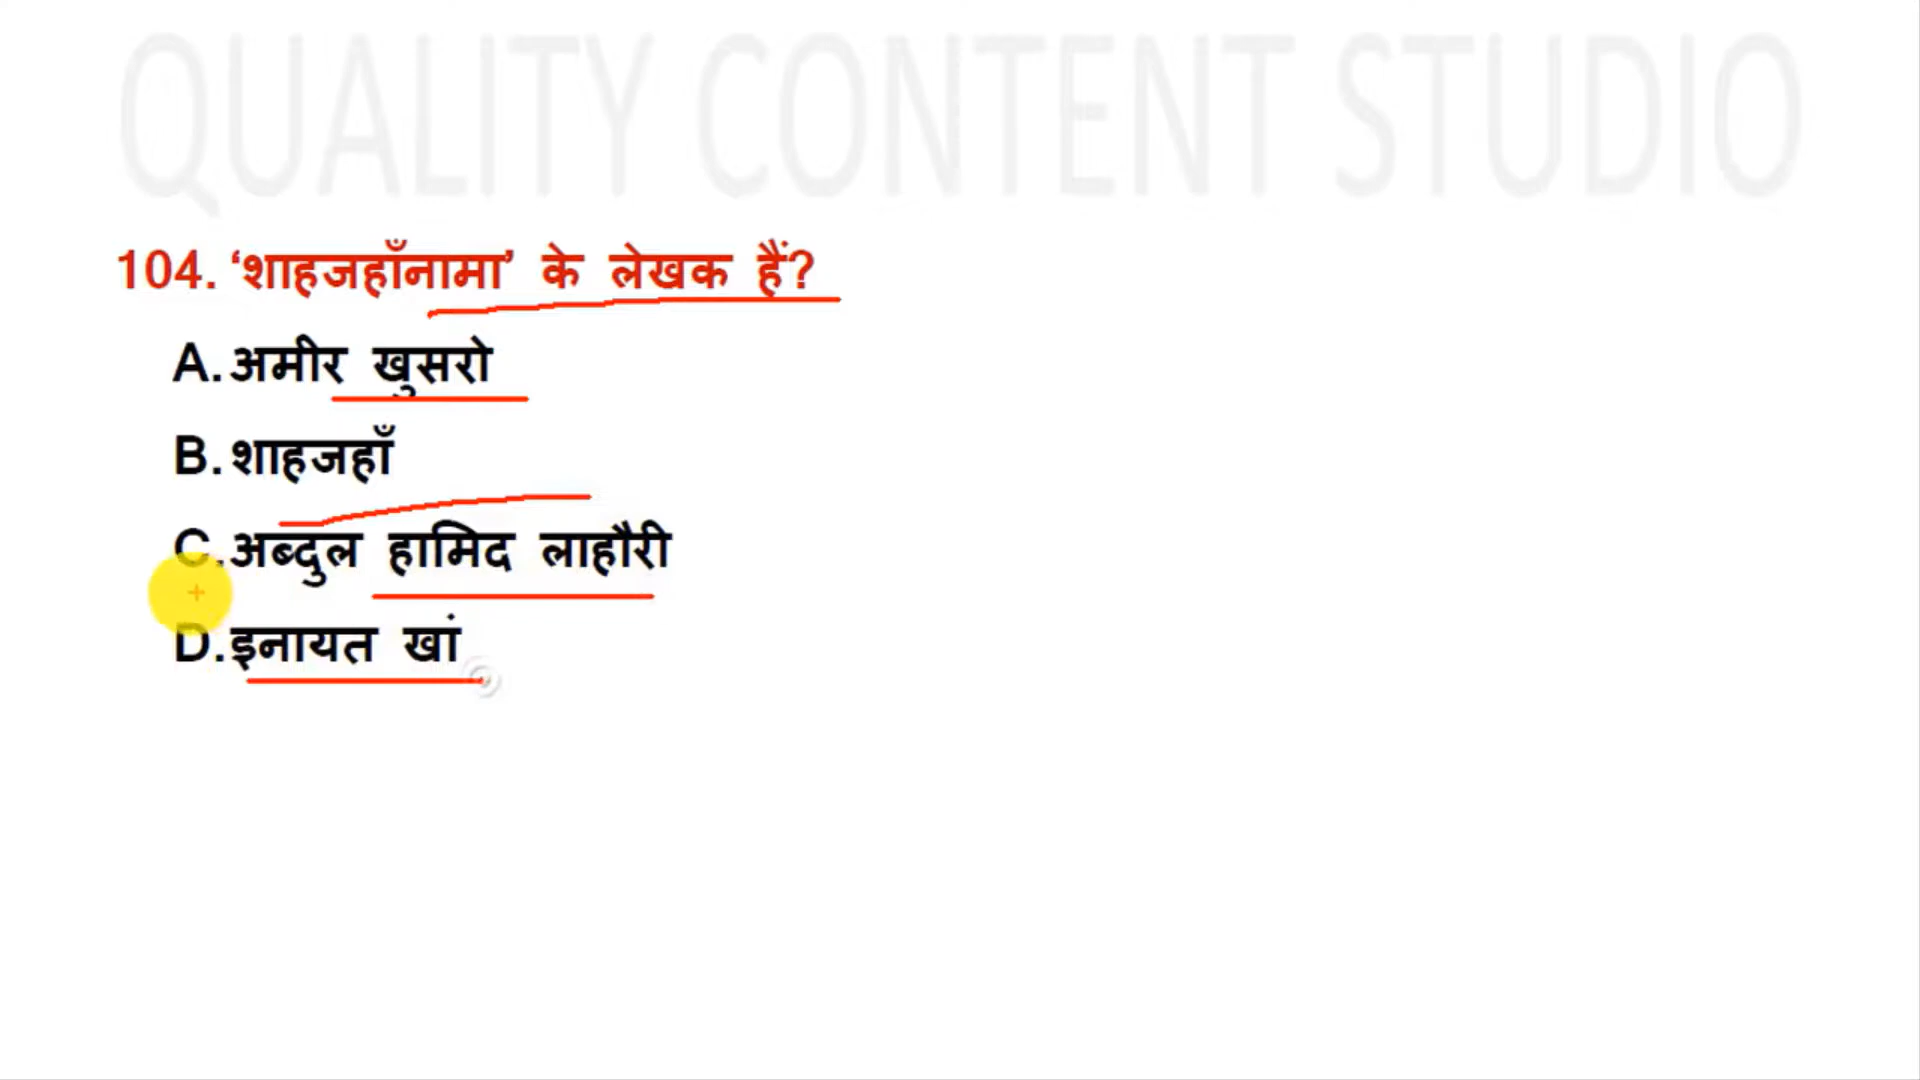 QUALITY CONTENT STUDIO
104. ‘शाहजहाँनामा’ के लेखक हैं?
A. अमीर खुसरो
B. शाहजहाँ
C. अब्दुल हामिद लाहौरी
D. इनायत खां